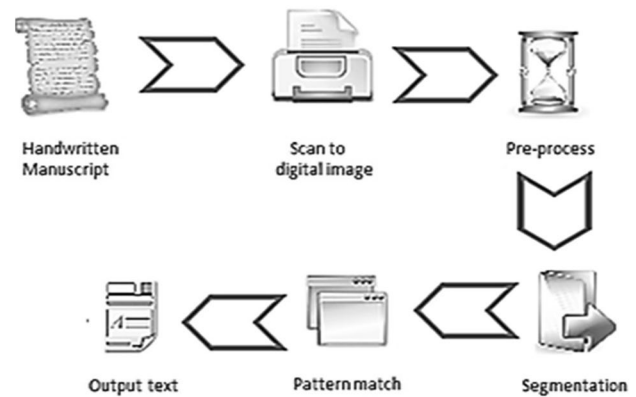 Handwritten
Manuscript
Scan to
digital image
Pre-process
Output text
Pattern match
Segmentation